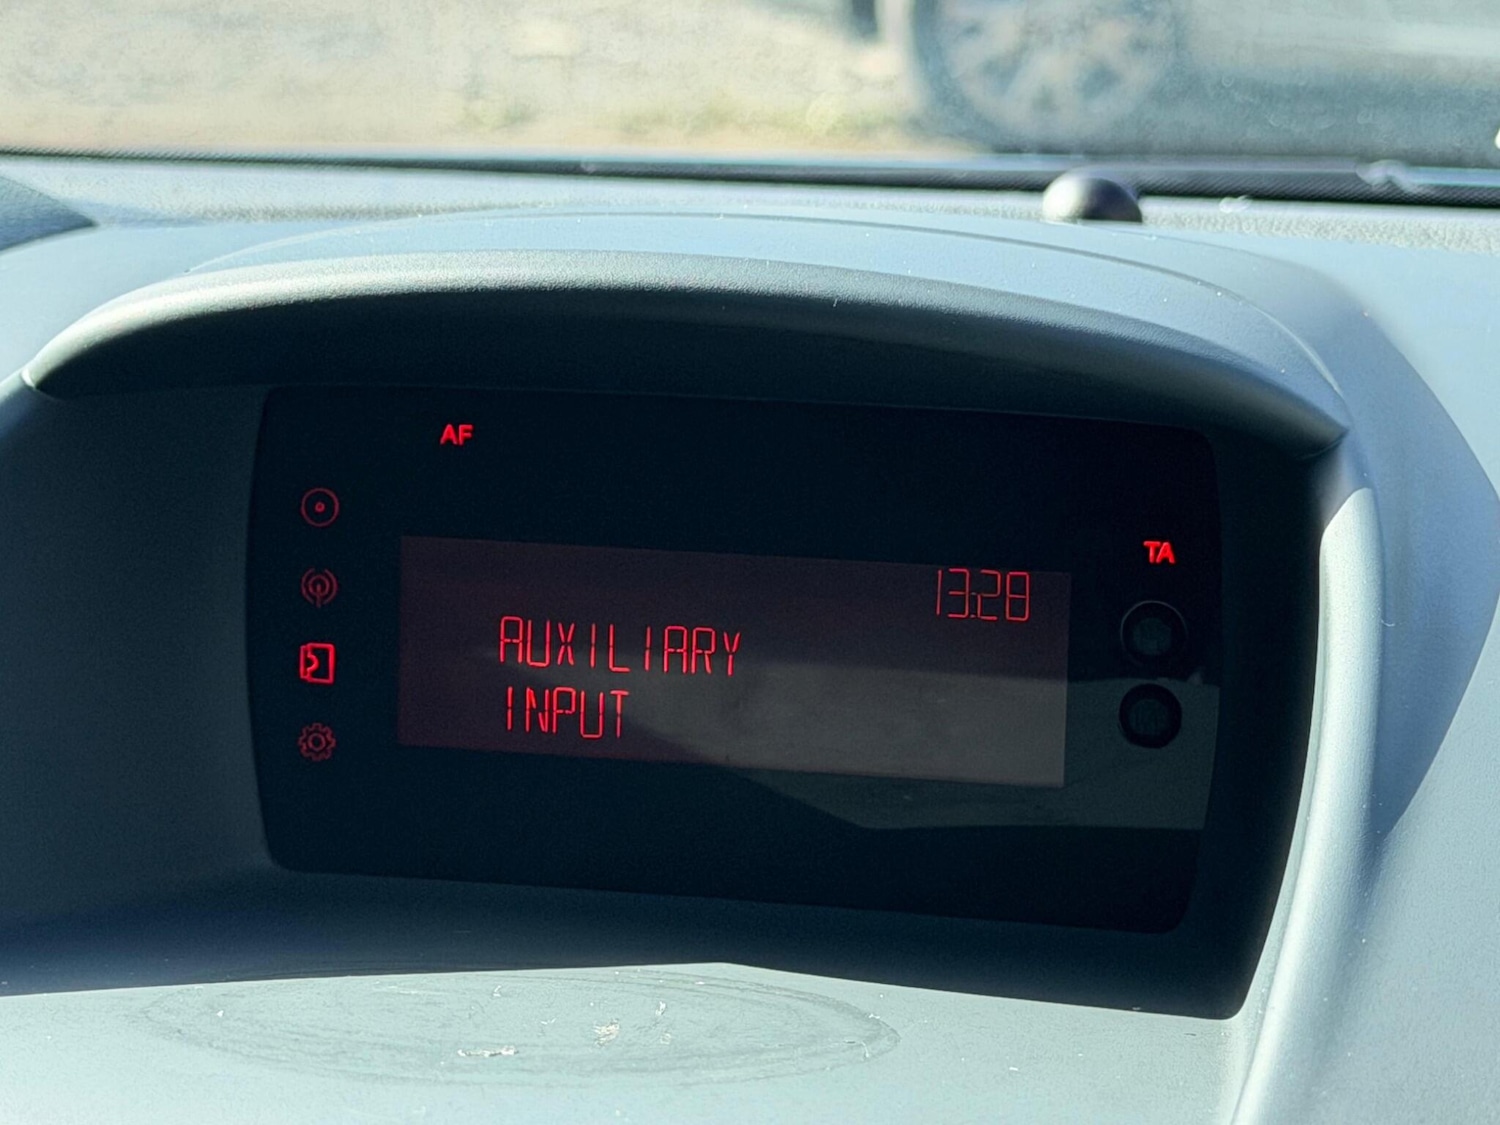 AF
TA
13:28
AUXILIARY
INPUT